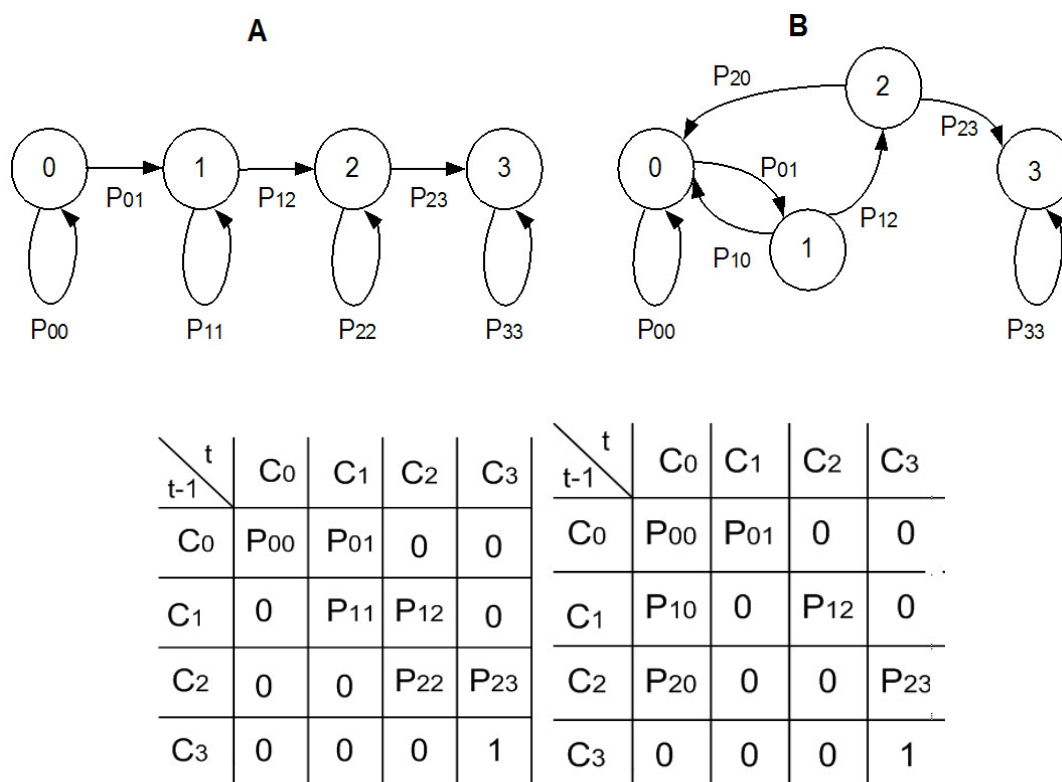 A
B
0
1
2
3
P01
P12
P23
P00
P11
P22
P33
2
P20
P23
0
P01
3
1
P12
P10
P00
P33
t
t-1
C0 C1 C2 C3
C0 P00 P01 0 0
C1 0 P11 P12 0
C2 0 0 P22 P23
C3 0 0 0 1
t
t-1
C0 C1 C2 C3
C0 P00 P01 0 0
C1 P10 0 P12 0
C2 P20 0 0 P23
C3 0 0 0 1